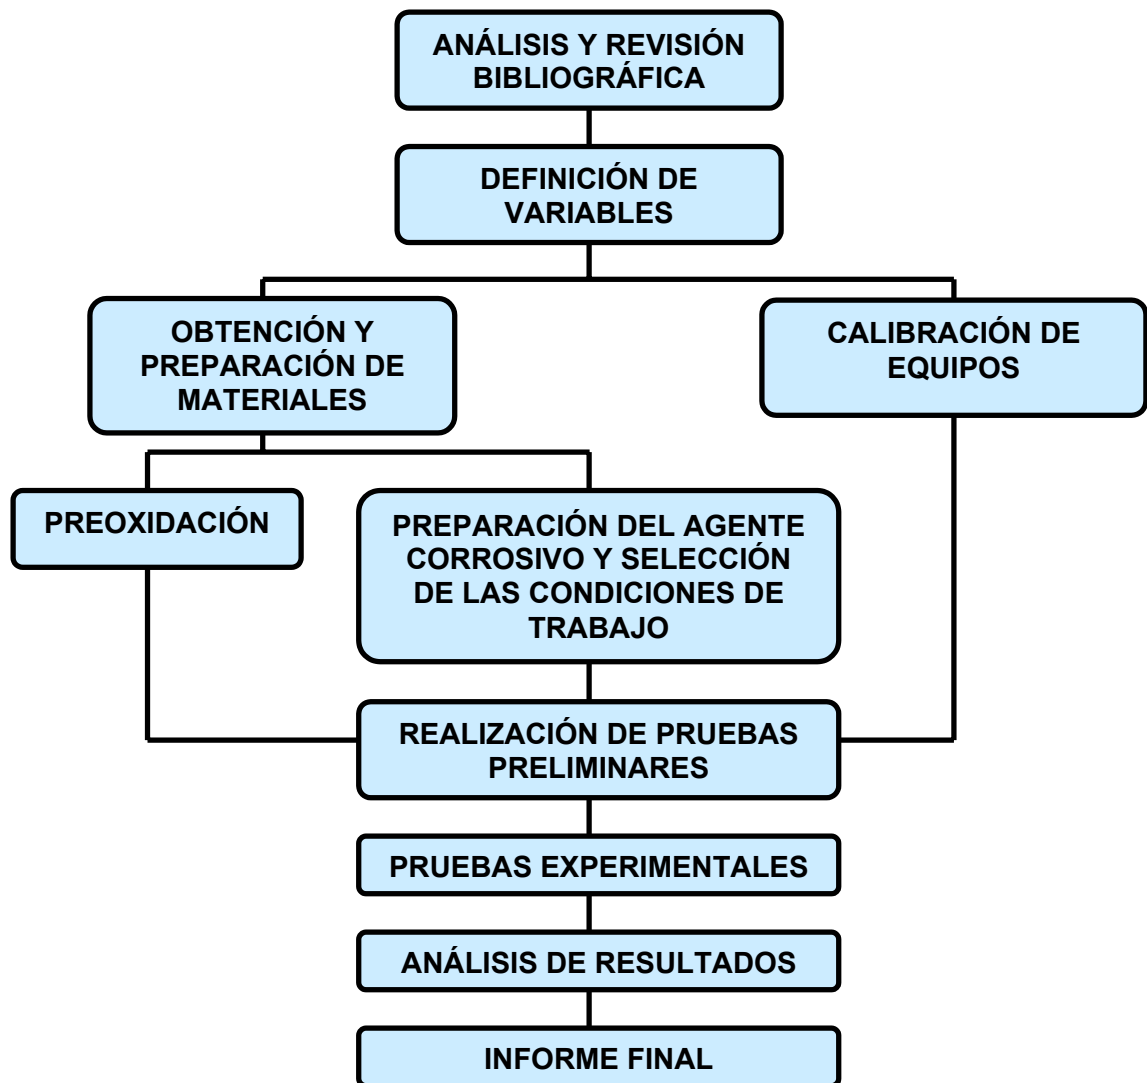 ANÁLISIS Y REVISIÓN
BIBLIOGRÁFICA
DEFINICIÓN DE
VARIABLES
OBTENCIÓN Y
PREPARACIÓN DE
MATERIALES
CALIBRACIÓN DE
EQUIPOS
PREOXIDACIÓN
PREPARACIÓN DEL AGENTE
CORROSIVO Y SELECCIÓN
DE LAS CONDICIONES DE
TRABAJO
REALIZACIÓN DE PRUEBAS
PRELIMINARES
PRUEBAS EXPERIMENTALES
ANÁLISIS DE RESULTADOS
INFORME FINAL